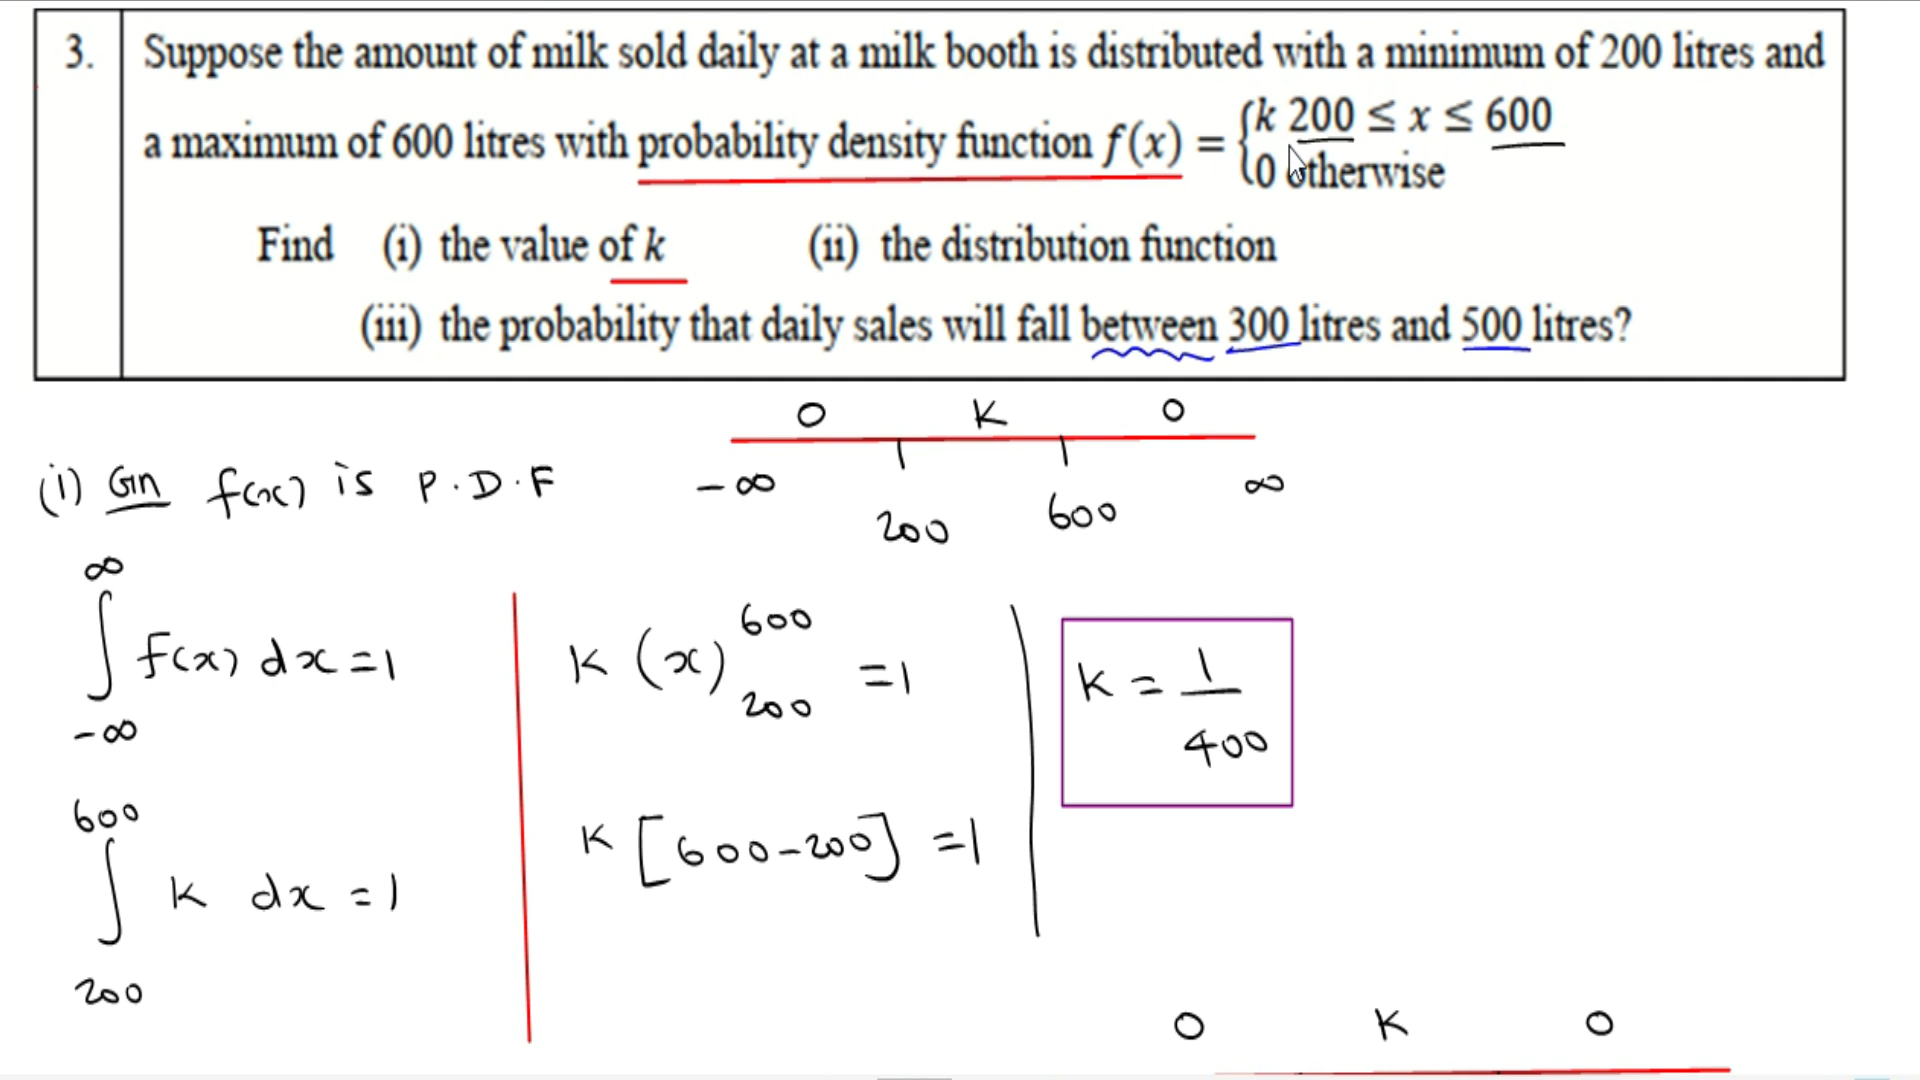 3. Suppose the amount of milk sold daily at a milk booth is distributed with a minimum of 200 litres and
a maximum of 600 litres with probability density function f(x) = {k 200 ≤ x ≤ 600
0 otherwise
Find (i) the value of k (ii) the distribution function
(iii) the probability that daily sales will fall between 300 litres and 500 litres?
0 K 0
-∞ 200 600 ∞
(i) Gn f(x) is P.D.F
∞
∫ f(x) dx = 1
-∞
600
∫ K dx = 1
200
K (x) 600 = 1
200
K [600-200] = 1
K = 1
400
0 K 0